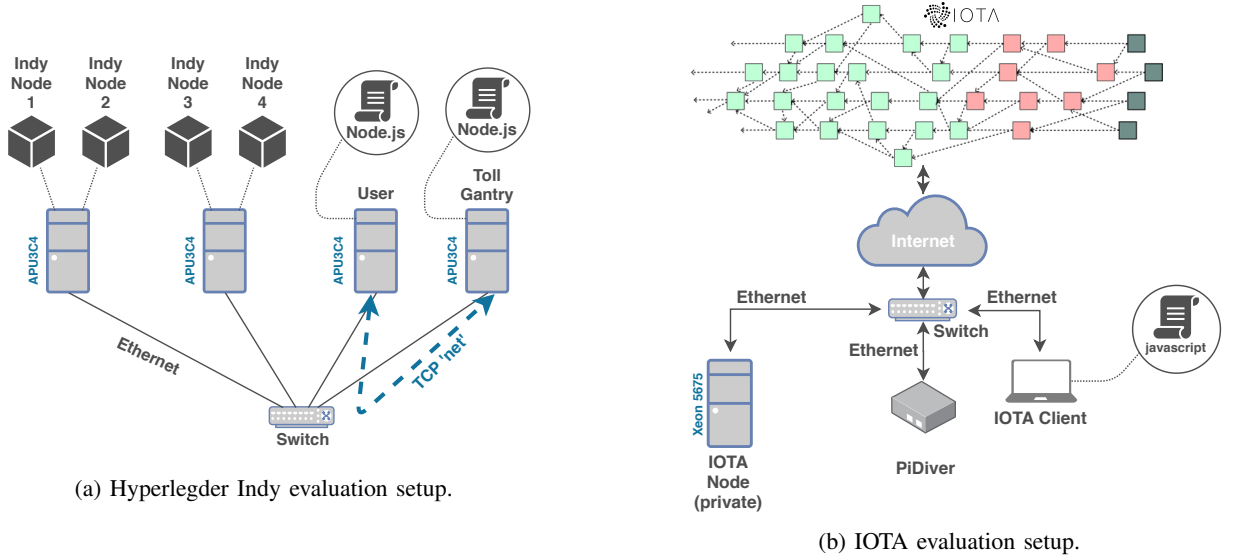 Indy
Node
1
Indy
Node
2
Indy
Node
3
Indy
Node
4
Node.js
Node.js
User
Toll
Gantry
APU3C4
APU3C4
APU3C4
APU3C4
Ethernet
TCP 'net'
Switch
(a) Hyperlegder Indy evaluation setup.
IOTA
Internet
Ethernet
Ethernet
Switch
Ethernet
javascript
Xeon 5675
IOTA Client
IOTA
Node
(private)
PiDiver
(b) IOTA evaluation setup.